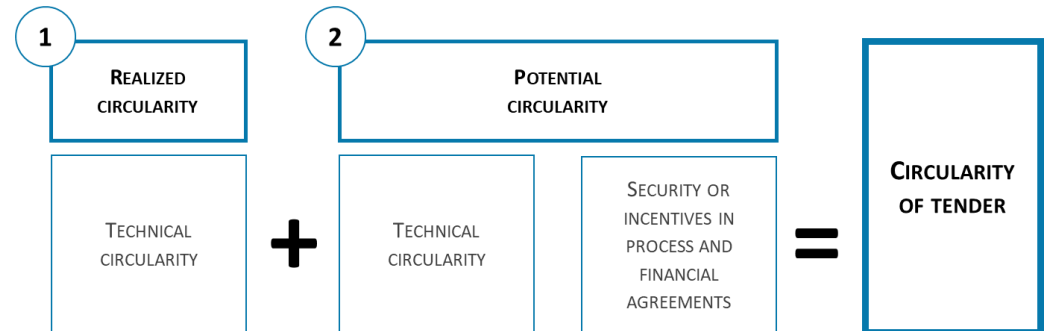 1
REALIZED
CIRCULARITY
2
POTENTIAL
CIRCULARITY
TECHNICAL
CIRCULARITY
+
TECHNICAL
CIRCULARITY
SECURITY OR
INCENTIVES IN
PROCESS AND
FINANCIAL
AGREEMENTS
=
CIRCULARITY
OF TENDER